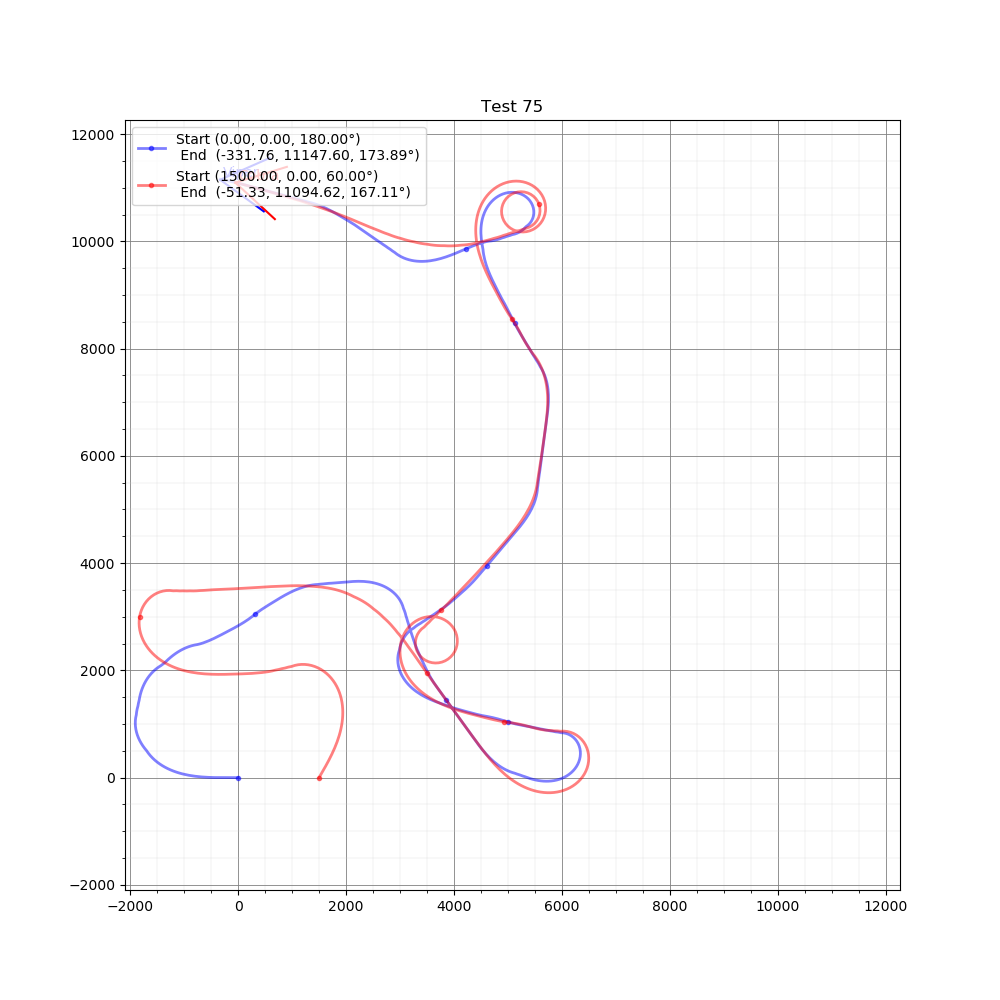 Test 75
Start (0.00, 0.00, 180.00°)
End (-331.76, 11147.60, 173.89°)
Start (1500.00, 0.00, 60.00°)
End (-51.33, 11094.62, 167.11°)
12000
10000
8000
6000
4000
2000
0
−2000
−2000 0 2000 4000 6000 8000 10000 12000